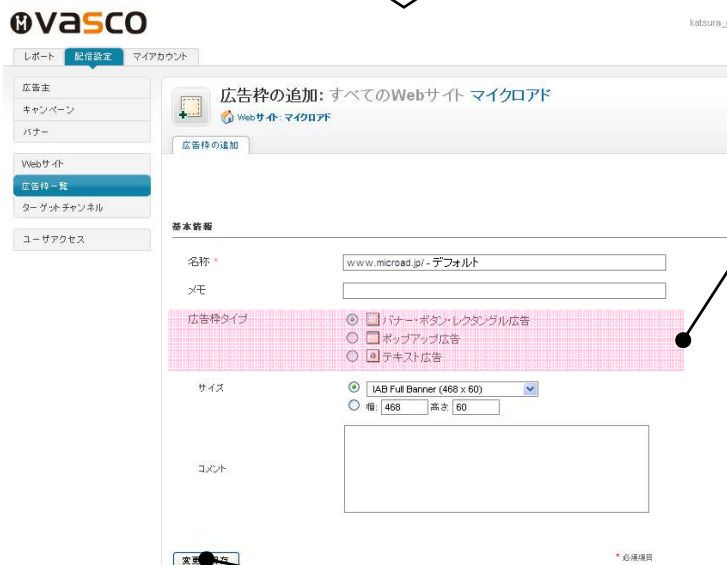 vasco
katsura_
レポート 配信設定 マイアカウント
広告主
キャンペーン
バナー
Webサイト
広告枠一覧
ターゲットチャンネル
ユーザアクセス
広告枠の追加: すべてのWebサイト マイクロアド
Webサイト: マイクロアド
広告枠の追加
基本情報
名称 *
www.microad.jp/ - デフォルト
メモ
広告枠タイプ
バナー・ボタン・レクタングル広告
ポップアップ広告
テキスト広告
サイズ
IAB Full Banner (468 x 60)
幅: 468 高さ 60
コメント
変更 保存
* 必須項目